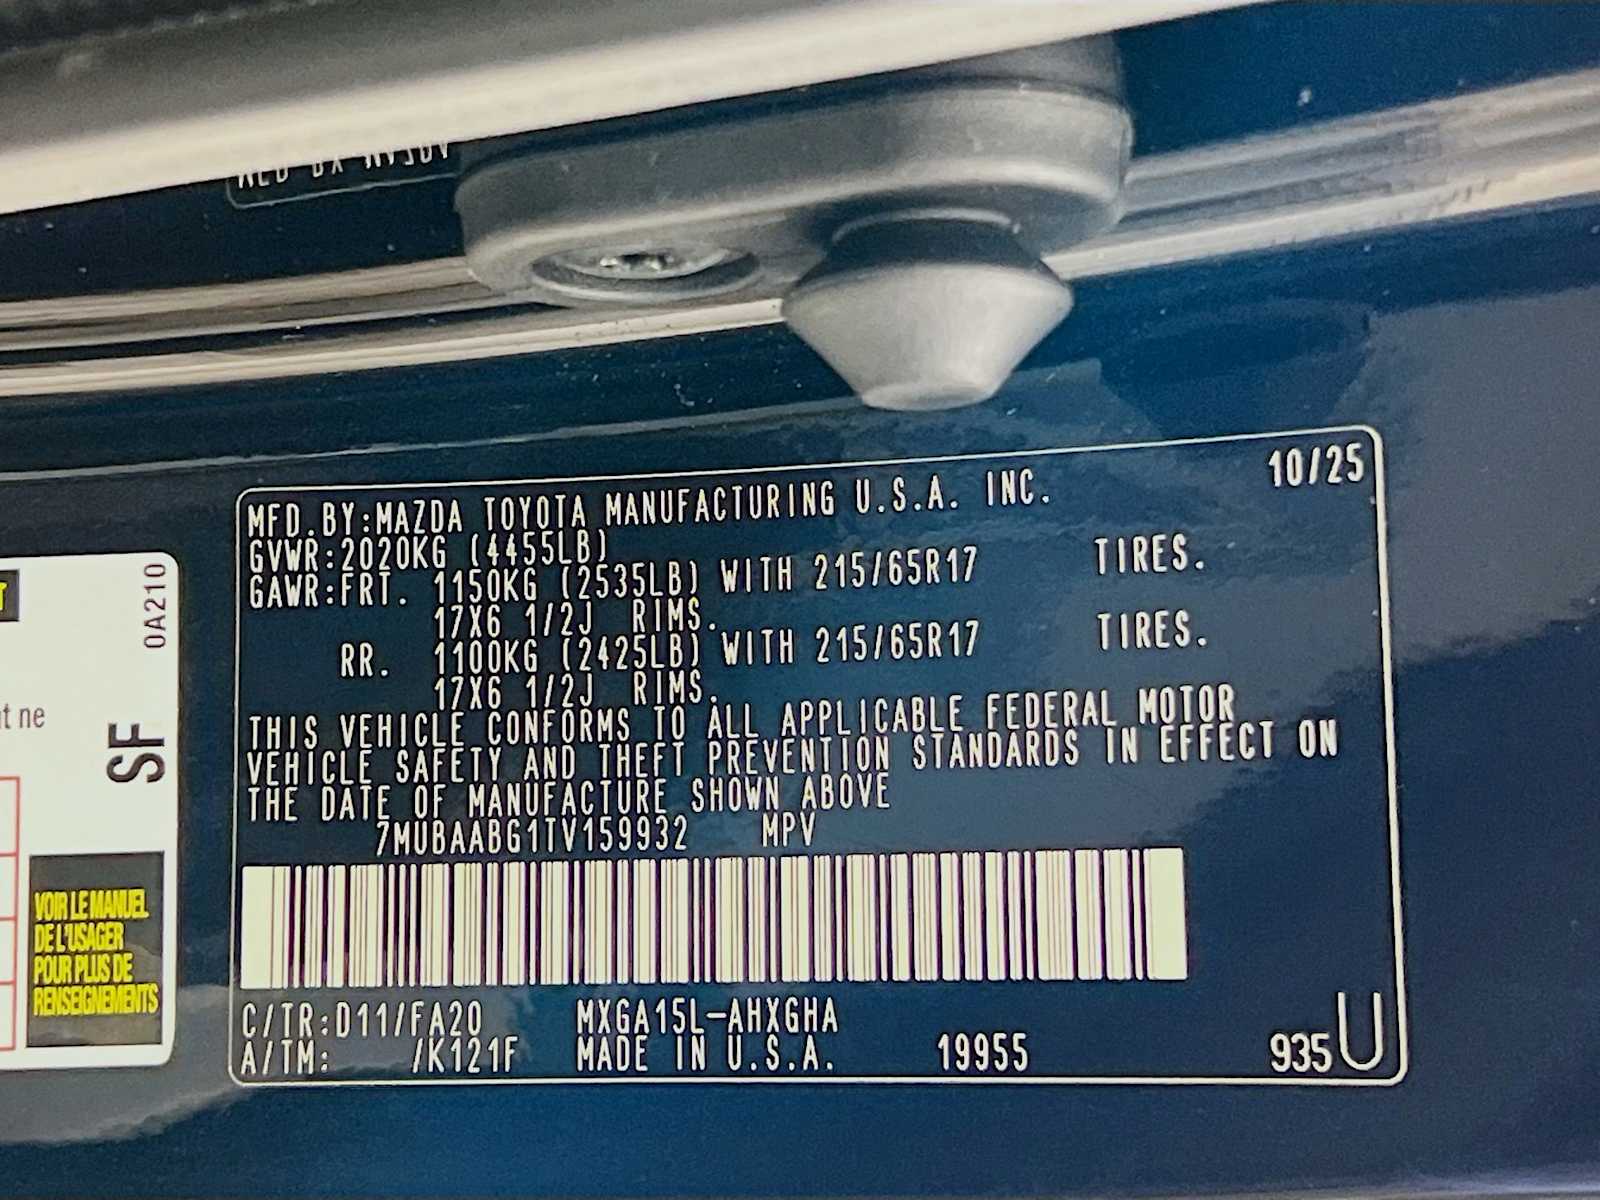 10/25
MFD.BY:MAZDA TOYOTA MANUFACTURING U.S.A. INC.
GVWR:2020KG (4455LB)
GAWR:FRT. 1150KG (2535LB) WITH 215/65R17 TIRES.
17X6 1/2J RIMS.
RR. 1100KG (2425LB) WITH 215/65R17 TIRES.
17X6 1/2J RIMS.
THIS VEHICLE CONFORMS TO ALL APPLICABLE FEDERAL MOTOR
VEHICLE SAFETY AND THEFT PREVENTION STANDARDS IN EFFECT ON
THE DATE OF MANUFACTURE SHOWN ABOVE
7MUBAABG1TV159932 MPV
C/TR:D11/FA20 MXGA15L-AHXGHA
A/TM: /K121F MADE IN U.S.A. 19955 935 U
0A210
ne
SF
VOIR LE MANUEL
DE L'USAGER
POUR PLUS DE
RENSEIGNEMENTS